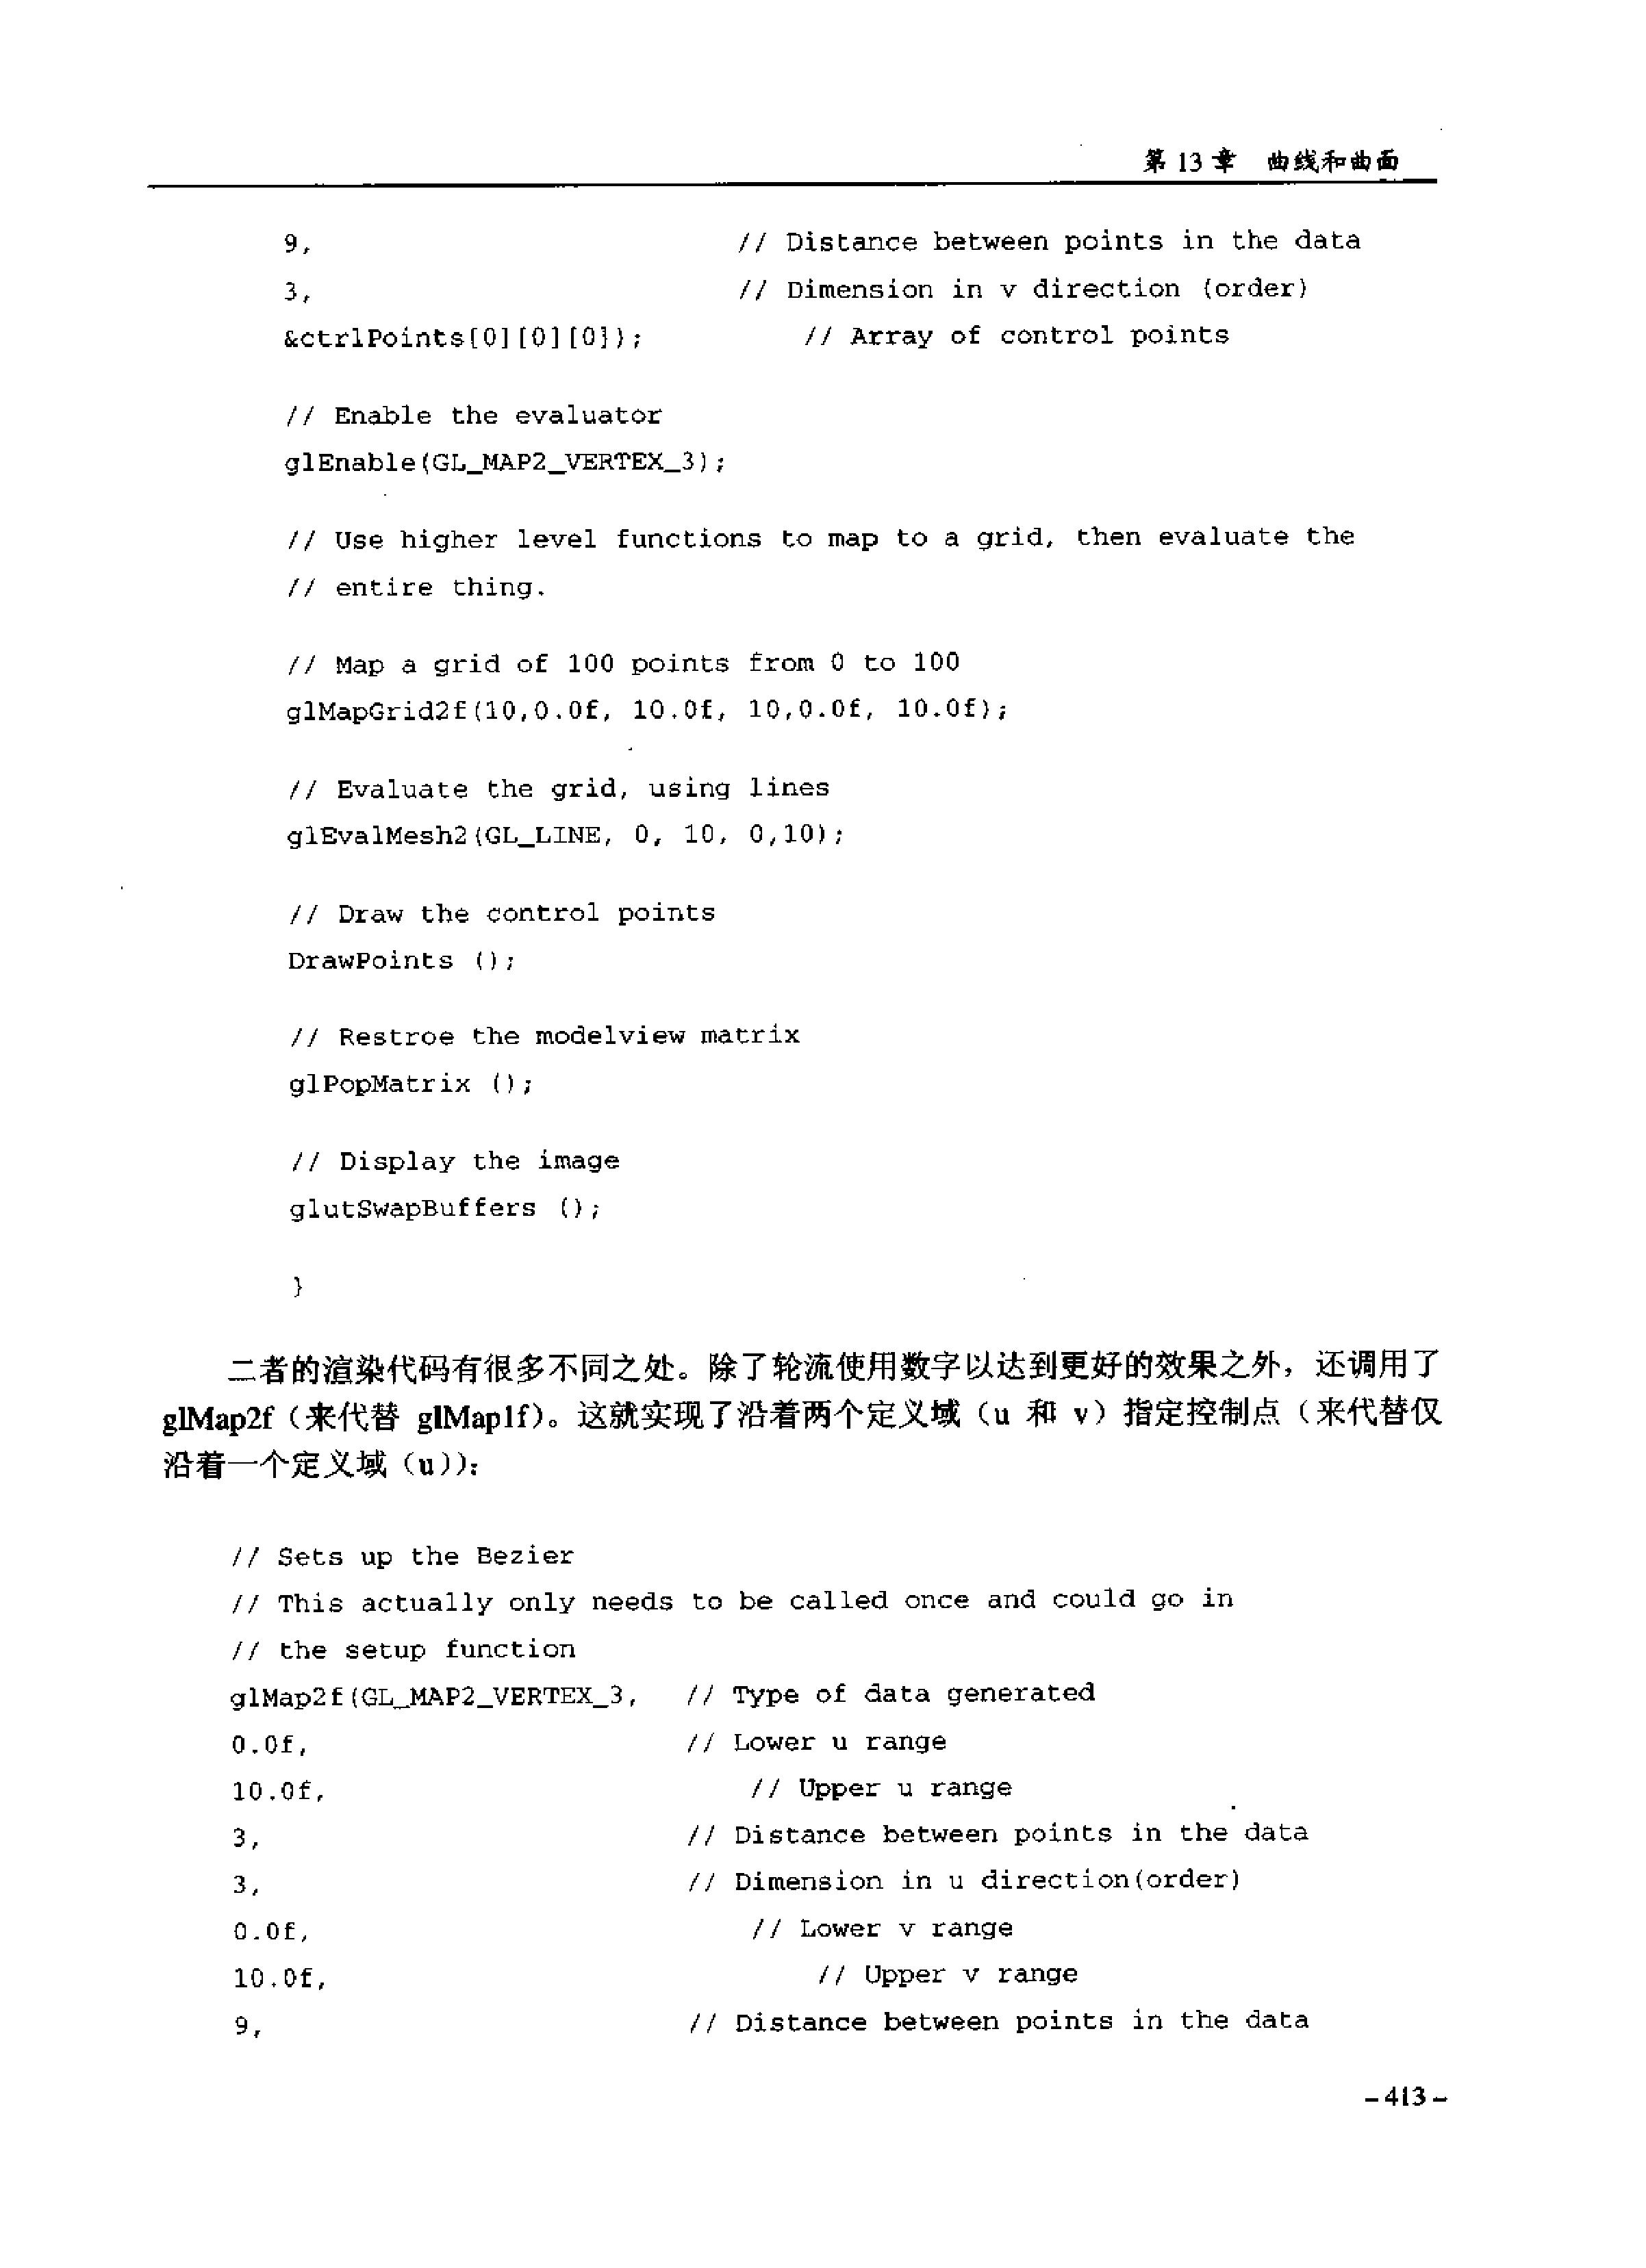 第 13 章 曲线和曲面
9, // Distance between points in the data
3, // Dimension in v direction (order)
&ctrlPoints[0][0][0]); // Array of control points
// Enable the evaluator
glEnable(GL_MAP2_VERTEX_3);
// Use higher level functions to map to a grid, then evaluate the
// entire thing.
// Map a grid of 100 points from 0 to 100
glMapGrid2f(10,0.0f, 10.0f, 10,0.0f, 10.0f);
// Evaluate the grid, using lines
glEvalMesh2(GL_LINE, 0, 10, 0,10);
// Draw the control points
DrawPoints ();
// Restroe the modelview matrix
glPopMatrix ();
// Display the image
glutSwapBuffers ();
}
二者的渲染代码有很多不同之处。除了轮流使用数字以达到更好的效果之外，还调用了
glMap2f（来代替 glMap1f）。这就实现了沿着两个定义域（u 和 v）指定控制点（来代替仅
沿着一个定义域（u））：
// Sets up the Bezier
// This actually only needs to be called once and could go in
// the setup function
glMap2f(GL_MAP2_VERTEX_3, // Type of data generated
0.0f, // Lower u range
10.0f, // Upper u range
3, // Distance between points in the data
3, // Dimension in u direction(order)
0.0f, // Lower v range
10.0f, // Upper v range
9, // Distance between points in the data
-413-